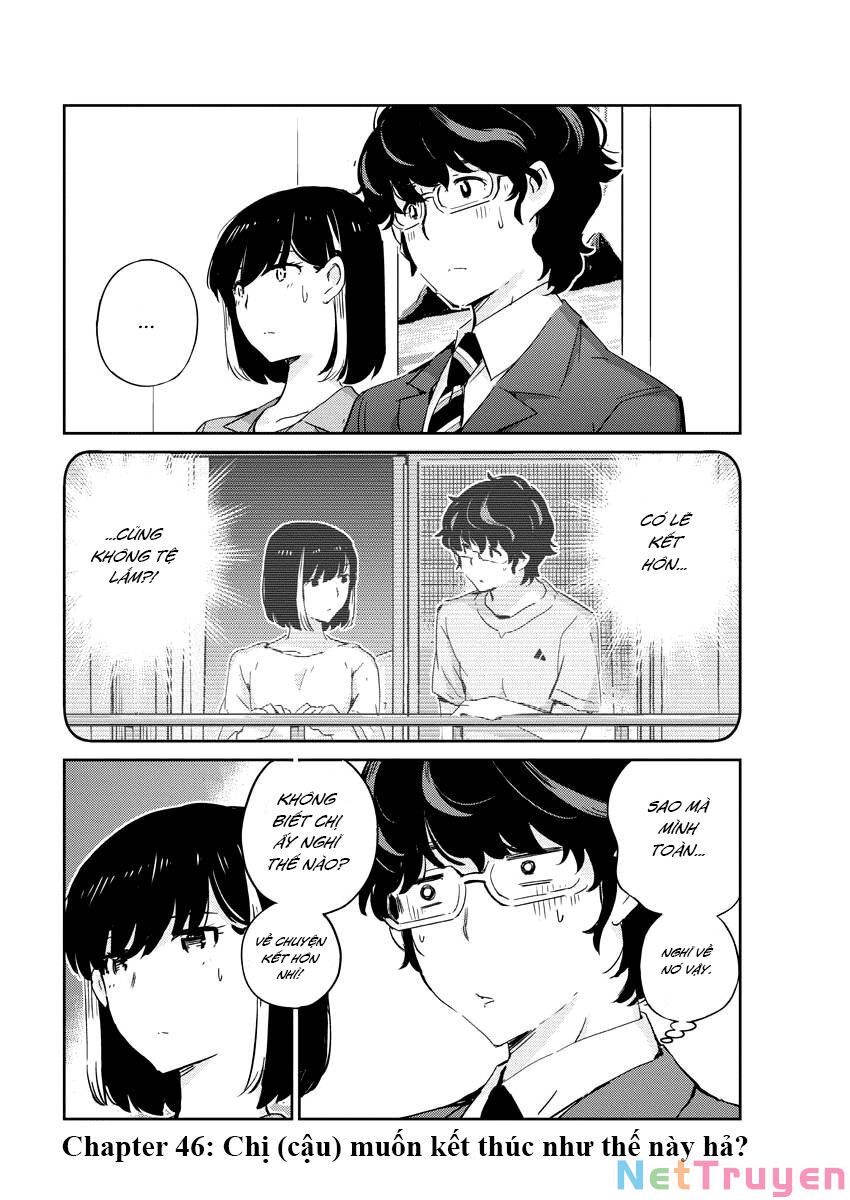 ...
CÓ LẼ
KẾT
HÔN...
...CŨNG
KHÔNG TỆ
LẮM?!
SAO MÀ
MÌNH
TOÀN...
NGHĨ VỀ
NÓ VẬY.
KHÔNG
BIẾT CHỊ
ẤY NGHĨ
THẾ NÀO?
VỀ CHUYỆN
KẾT HÔN
NHỈ!
Chapter 46: Chị (cậu) muốn kết thúc như thế này hả?
NetTruyen